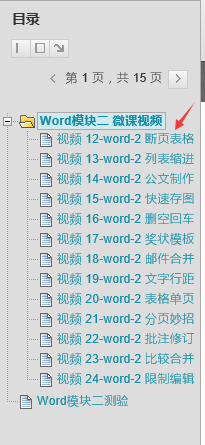 目录
第 1 页，共 15 页
Word模块二 微课视频
视频 12-word-2 断页表格
视频 13-word-2 列表缩进
视频 14-word-2 公文制作
视频 15-word-2 快速存图
视频 16-word-2 删空回车
视频 17-word-2 奖状模板
视频 18-word-2 邮件合并
视频 19-word-2 文字行距
视频 20-word-2 表格单页
视频 21-word-2 分页妙招
视频 22-word-2 批注修订
视频 23-word-2 比较合并
视频 24-word-2 限制编辑
Word模块二测验